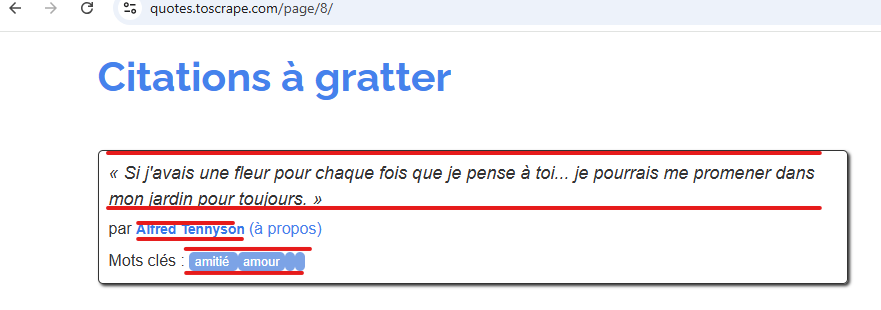 quotes.toscrape.com/page/8/
Citations à gratter
« Si j'avais une fleur pour chaque fois que je pense à toi... je pourrais me promener dans
mon jardin pour toujours. »
par Alfred Tennyson (à propos)
Mots clés : amitié amour